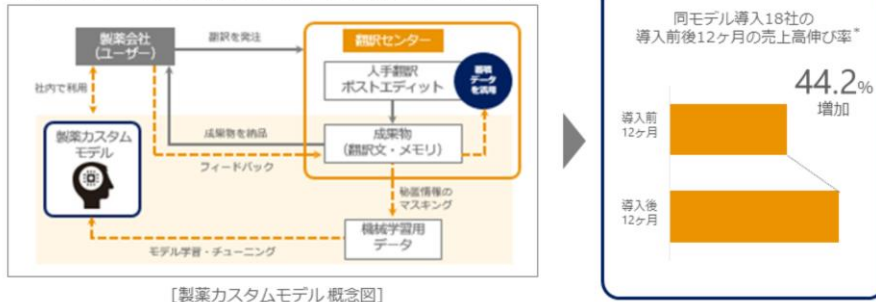 製薬会社
(ユーザー)
翻訳を発注
翻訳センター
人手翻訳
ポストエディット
蓄積
データ
を活用
社内で利用
製薬カスタム
モデル
成果物を納品
成果物
(翻訳文・メモリ)
フィードバック
秘匿情報の
マスキング
機械学習用
データ
モデル学習・チューニング
[製薬カスタムモデル 概念図]
同モデル導入18社の
導入前後12ヶ月の売上高伸び率*
44.2%
増加
導入前
12ヶ月
導入後
12ヶ月